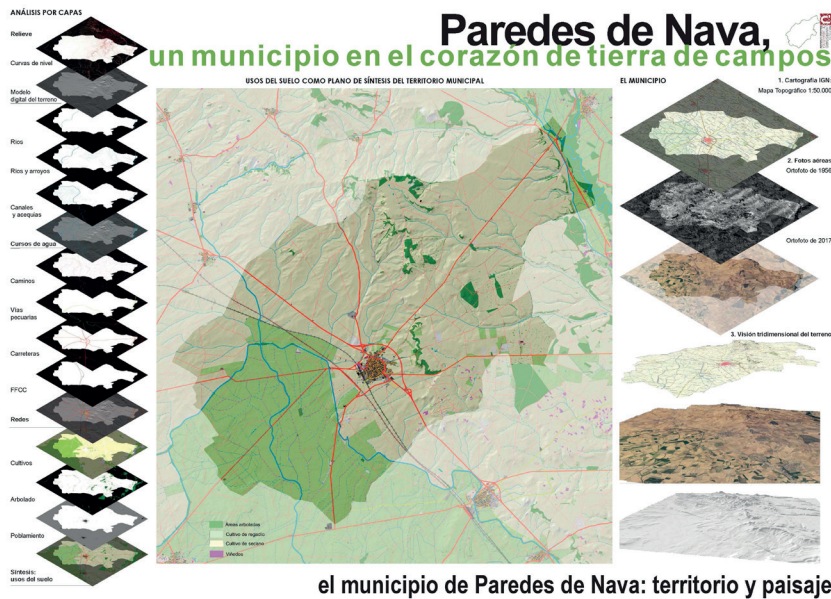 Paredes de Nava,
un municipio en el corazón de tierra de campos
ANÁLISIS POR CAPAS
Relieve
Curvas de nivel
Modelo
digital del terreno
Ríos
Ríos y arroyos
Canales
y acequias
Cursos de agua
Caminos
Vías
pecuarias
Carreteras
FFCC
Redes
Cultivos
Arbolado
Poblamiento
Síntesis:
usos del suelo
USOS DEL SUELO COMO PLANO DE SÍNTESIS DEL TERRITORIO MUNICIPAL
Áreas arboladas
Cultivo de regadío
Cultivo de secano
Viñedos
EL MUNICIPIO
1. Cartografía IGN:
Mapa Topográfico 1:50.000
2. Fotos aéreas
Ortofoto de 1956
Ortofoto de 2017
3. Visión tridimensional del terreno
el municipio de Paredes de Nava: territorio y paisaje